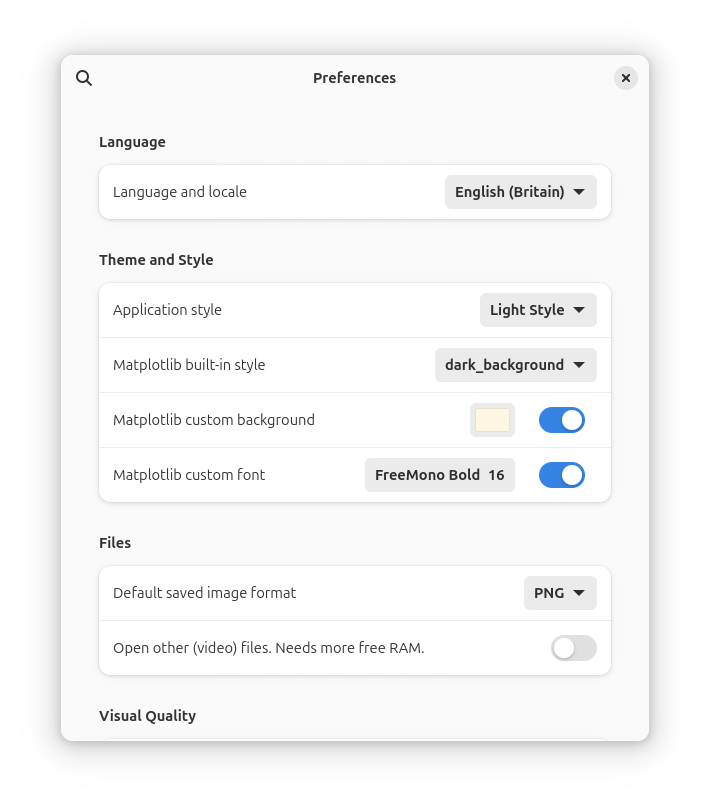 Preferences
Language
Language and locale English (Britain)
Theme and Style
Application style Light Style
Matplotlib built-in style dark_background
Matplotlib custom background
Matplotlib custom font FreeMono Bold 16
Files
Default saved image format PNG
Open other (video) files. Needs more free RAM.
Visual Quality